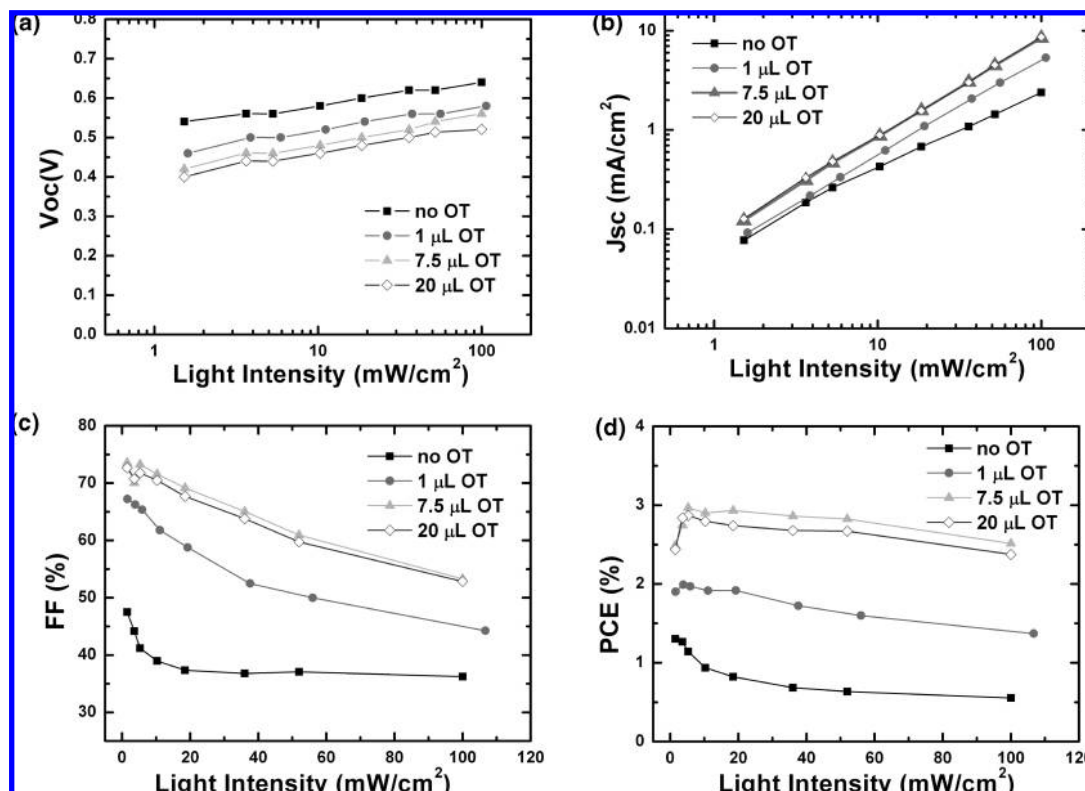 (a)
0.8
0.7
0.6
0.5
0.4
0.3
0.2
0.1
0.0
Voc(V)
no OT
1 μL OT
7.5 μL OT
20 μL OT
1
10
100
Light Intensity (mW/cm²)
(b)
10
1
0.1
0.01
Jsc (mA/cm²)
no OT
1 μL OT
7.5 μL OT
20 μL OT
1
10
100
Light Intensity (mW/cm²)
(c)
80
70
60
50
40
30
FF (%)
no OT
1 μL OT
7.5 μL OT
20 μL OT
0
20
40
60
80
100
120
Light Intensity (mW/cm²)
(d)
4
3
2
1
0
PCE (%)
no OT
1 μL OT
7.5 μL OT
20 μL OT
0
20
40
60
80
100
120
Light Intensity (mW/cm²)